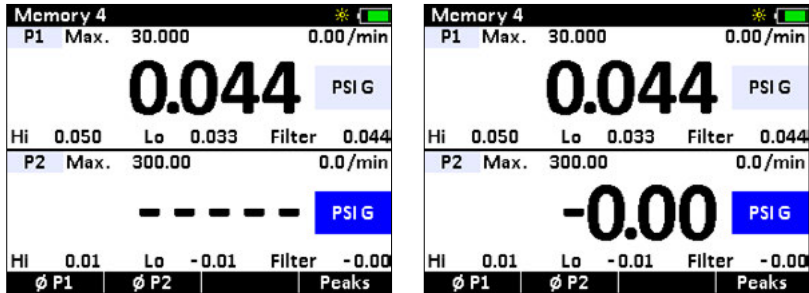 Memory 4
P1 Max. 30.000 0.00/min
0.044 PSI G
Hi 0.050 Lo 0.033 Filter 0.044
P2 Max. 300.00 0.0/min
- - - - - PSI G
HI 0.01 Lo -0.01 Filter -0.00
ø P1 ø P2 Peaks
Memory 4
P1 Max. 30.000 0.00/min
0.044 PSI G
Hi 0.050 Lo 0.033 Filter 0.044
P2 Max. 300.00 0.0/min
-0.00 PSI G
HI 0.01 Lo -0.01 Filter -0.00
ø P1 ø P2 Peaks